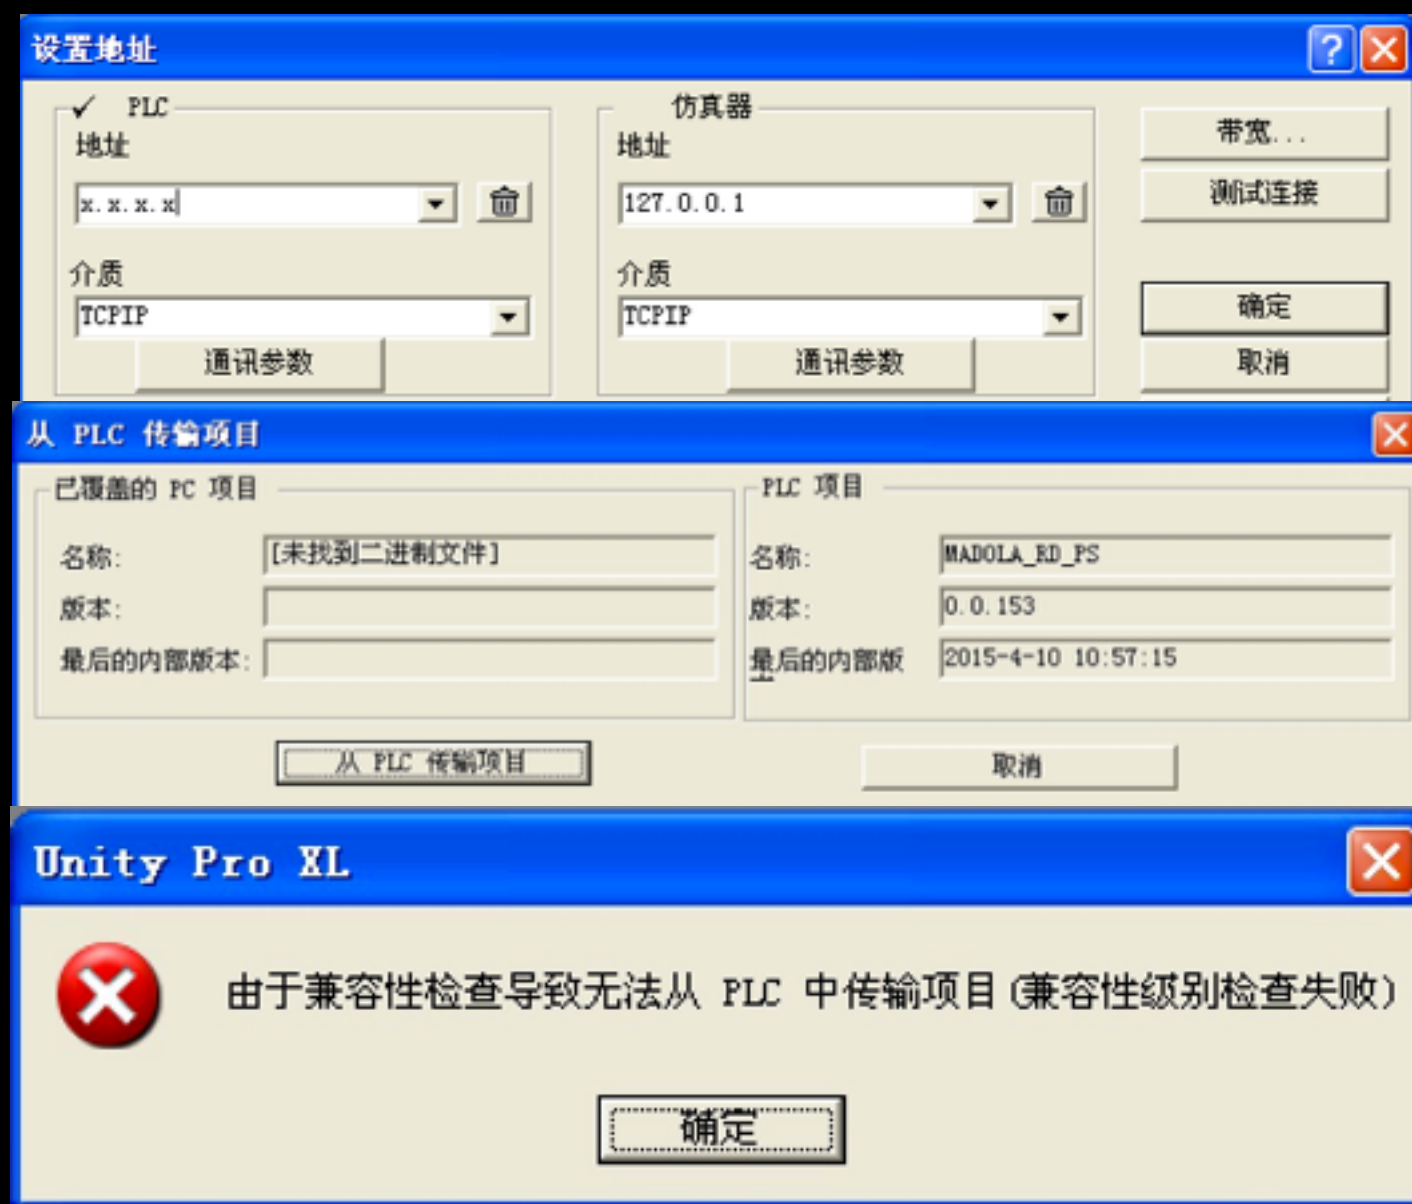 设置地址
? 
✓ PLC
地址
x.x.x.x
介质
TCPIP
通讯参数
仿真器
地址
127.0.0.1
介质
TCPIP
通讯参数
带宽...
测试连接
确定
取消
从 PLC 传输项目
已覆盖的 PC 项目
名称:
[未找到二进制文件]
版本:
最后的内部版本:
PLC 项目
名称:
MADOLA_RD_PS
版本:
0.0.153
最后的内部版
2015-4-10 10:57:15
从 PLC 传输项目
取消
Unity Pro XL
由于兼容性检查导致无法从 PLC 中传输项目(兼容性级别检查失败)
确定